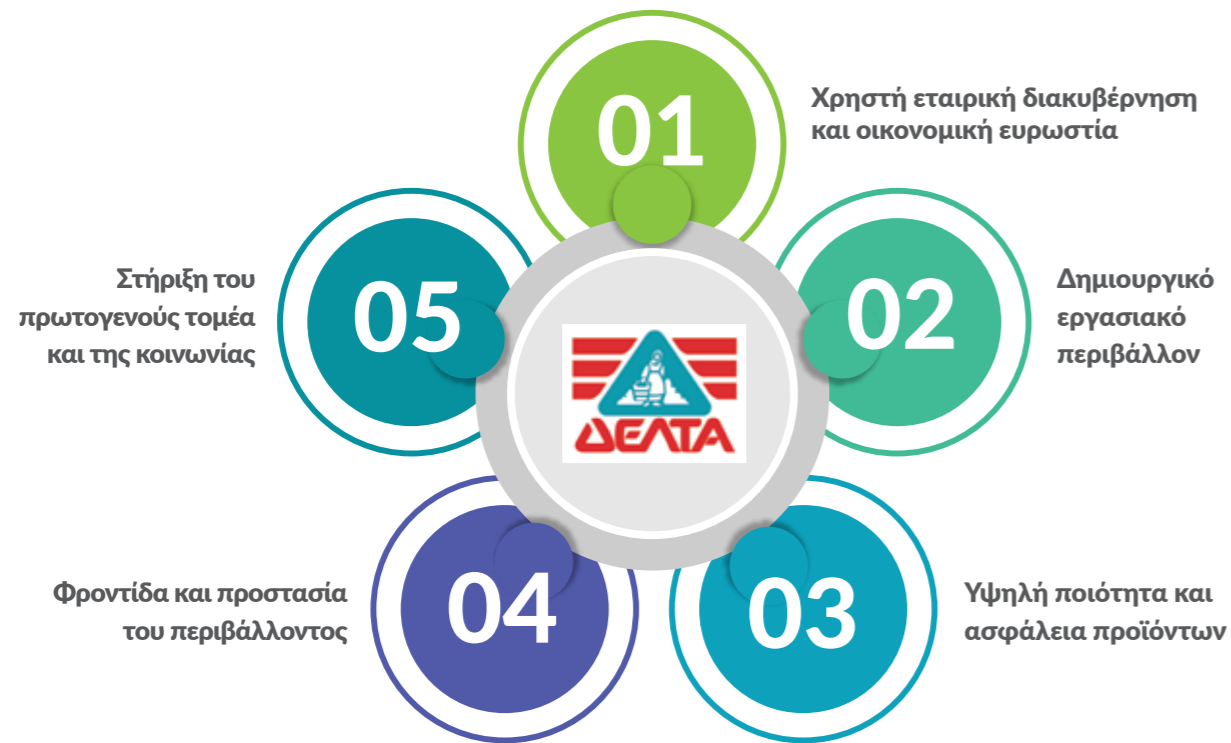 01
Χρηστή εταιρική διακυβέρνηση
και οικονομική ευρωστία
02
Δημιουργικό
εργασιακό
περιβάλλον
03
Υψηλή ποιότητα και
ασφάλεια προϊόντων
04
Φροντίδα και προστασία
του περιβάλλοντος
05
Στήριξη του
πρωτογενούς τομέα
και της κοινωνίας
ΔΕΛΤΑ